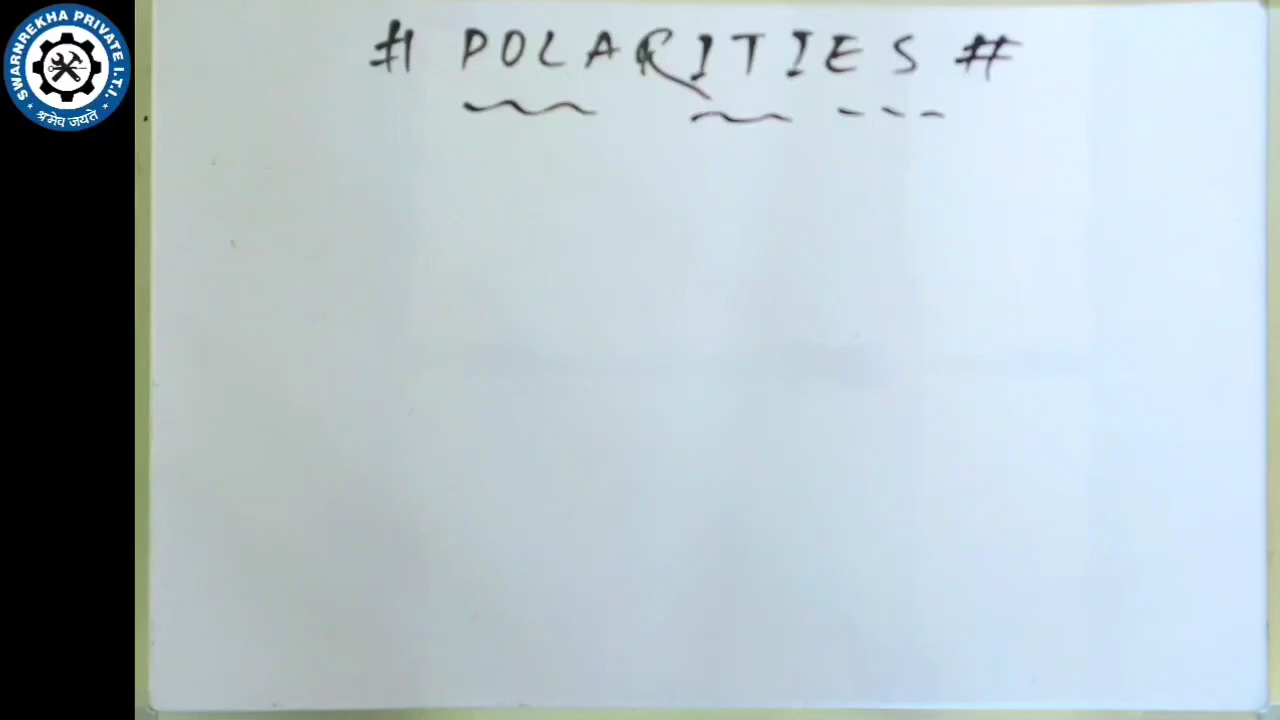 # POLARITIES #
SWARNREKHA PRIVATE I.T.I.
श्रमेव जयते